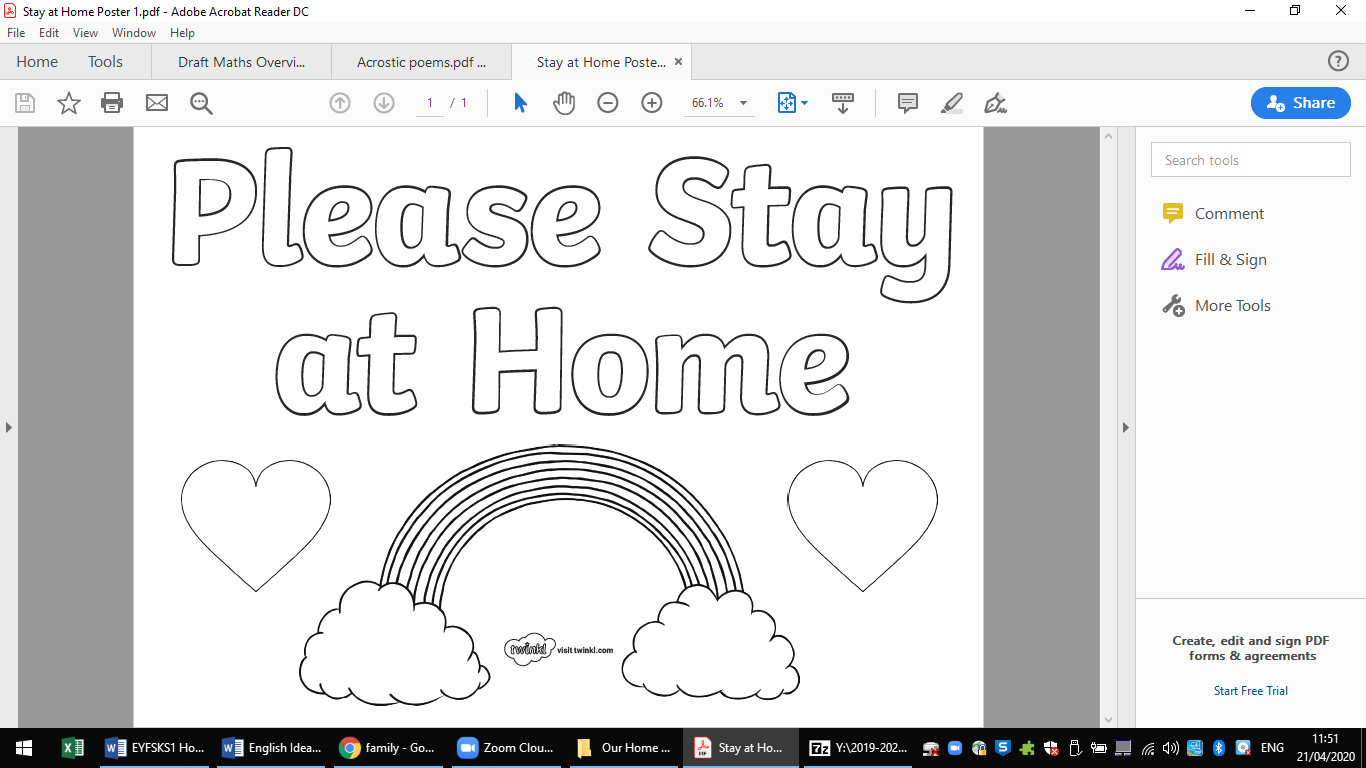 Stay at Home Poster 1.pdf - Adobe Acrobat Reader DC
File Edit View Window Help
Home Tools Draft Maths Overvi... Acrostic poems.pdf ... Stay at Home Poste... ×
1 / 1 66.1% Share
Please Stay
at Home
twinkl visit twinkl.com
Search tools
Comment
Fill & Sign
More Tools
Create, edit and sign PDF
forms & agreements
Start Free Trial
EYFSKS1 Ho... English Idea... family - Go... Zoom Clou... Our Home ... Stay at Ho... Y:\2019-202... ENG 11:51
21/04/2020